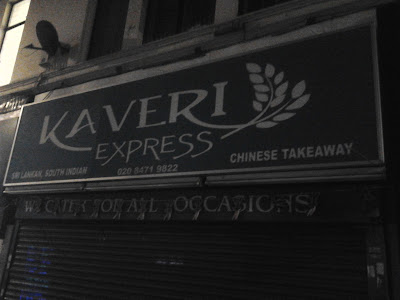 KAVERI
EXPRESS
SRI LANKAN, SOUTH INDIAN
020 8471 9822
CHINESE TAKEAWAY
WE CATER FOR ALL OCCASIONS